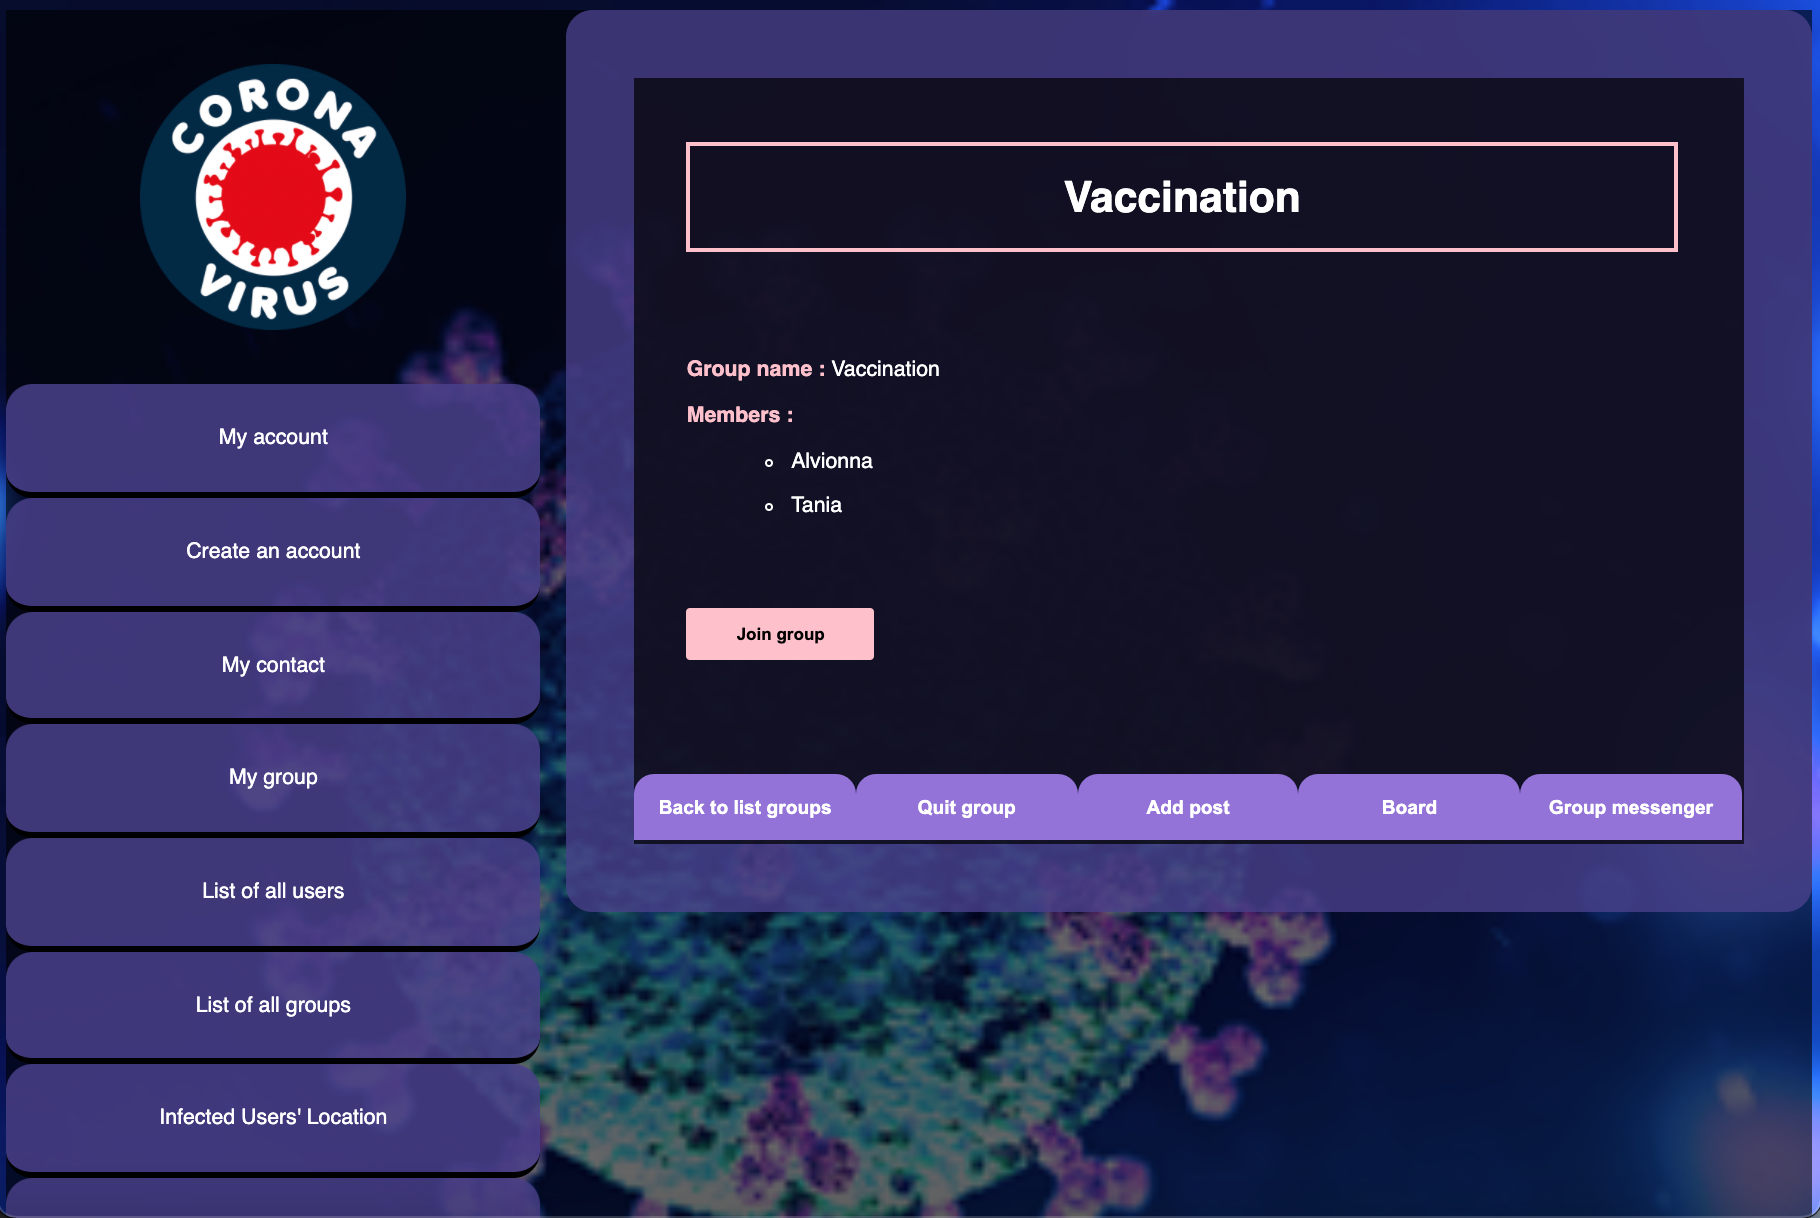 CORONA
VIRUS
My account
Create an account
My contact
My group
List of all users
List of all groups
Infected Users' Location
Vaccination
Group name : Vaccination
Members :
Alvionna
Tania
Join group
Back to list groups
Quit group
Add post
Board
Group messenger